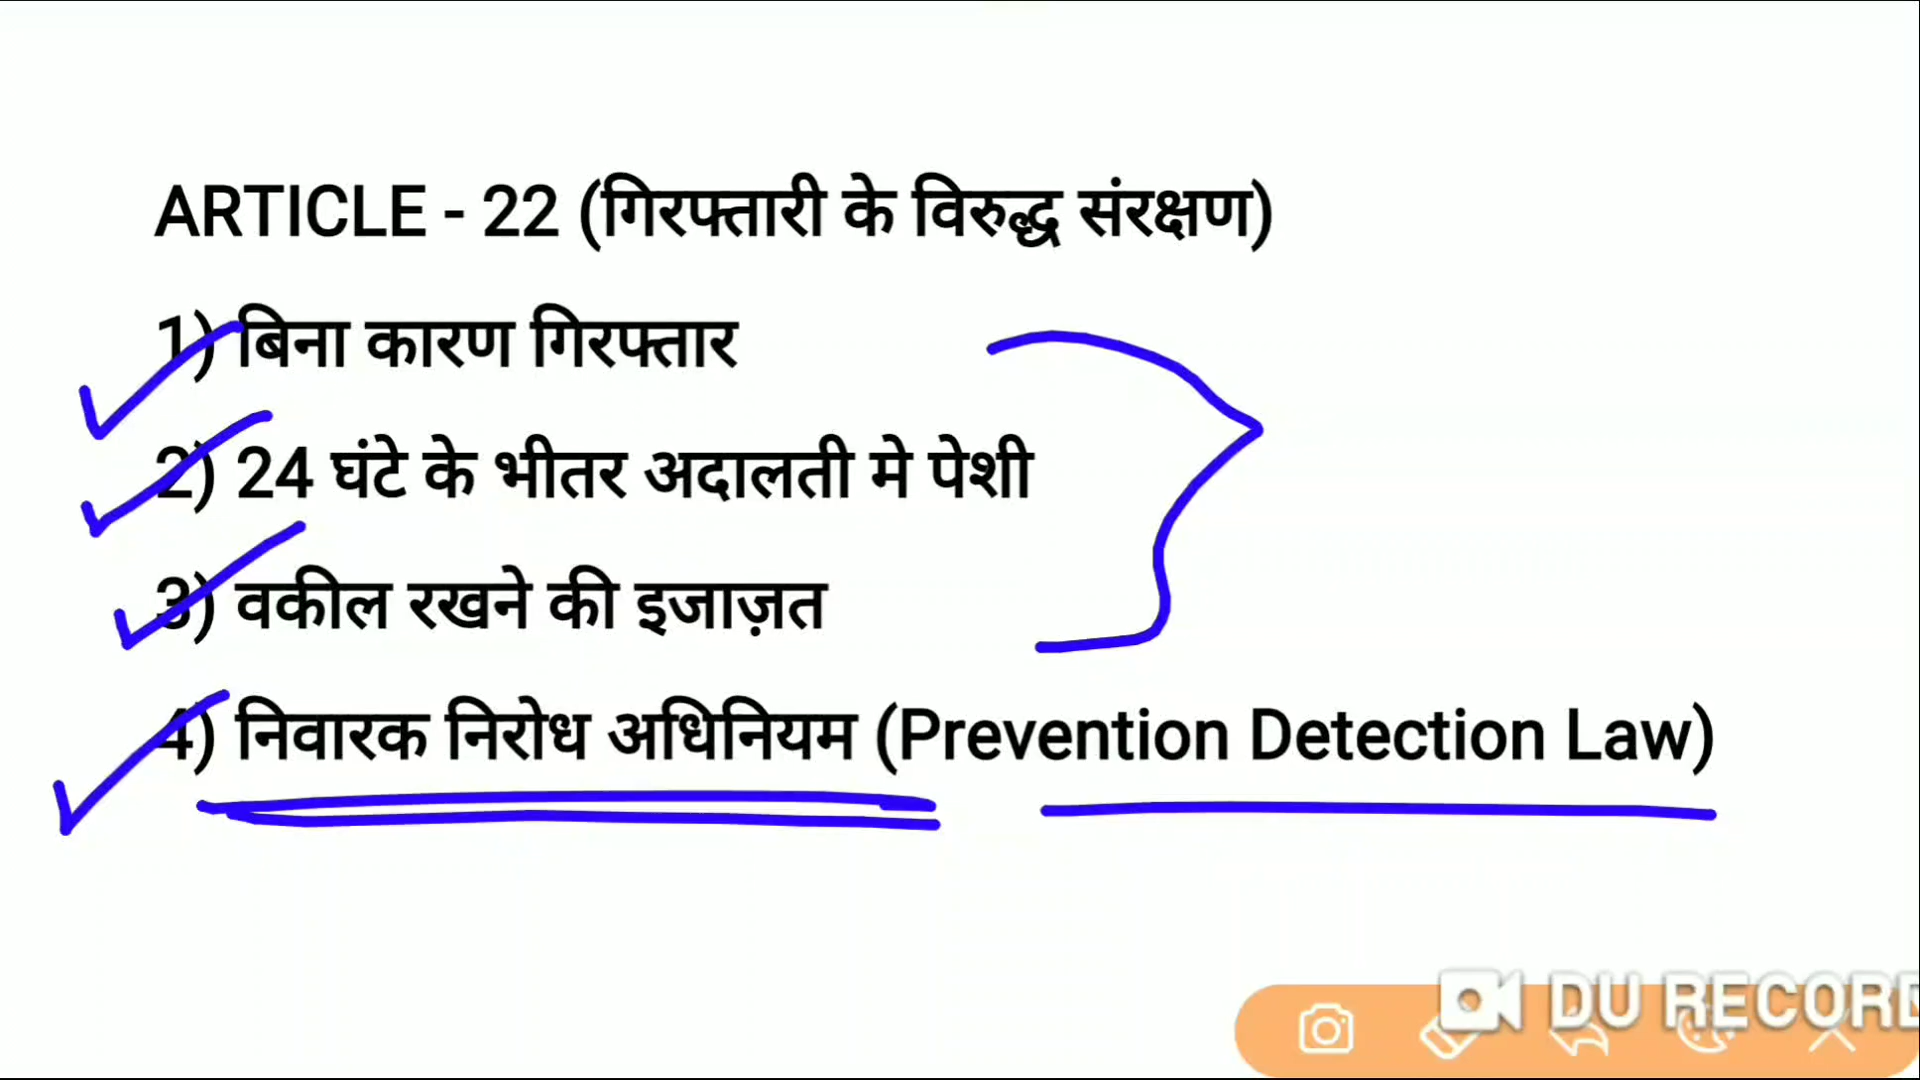 ARTICLE - 22 (गिरफ्तारी के विरुद्ध संरक्षण)
1) बिना कारण गिरफ्तार
2) 24 घंटे के भीतर अदालती मे पेशी
3) वकील रखने की इजाज़त
4) निवारक निरोध अधिनियम (Prevention Detection Law)
DU RECORD